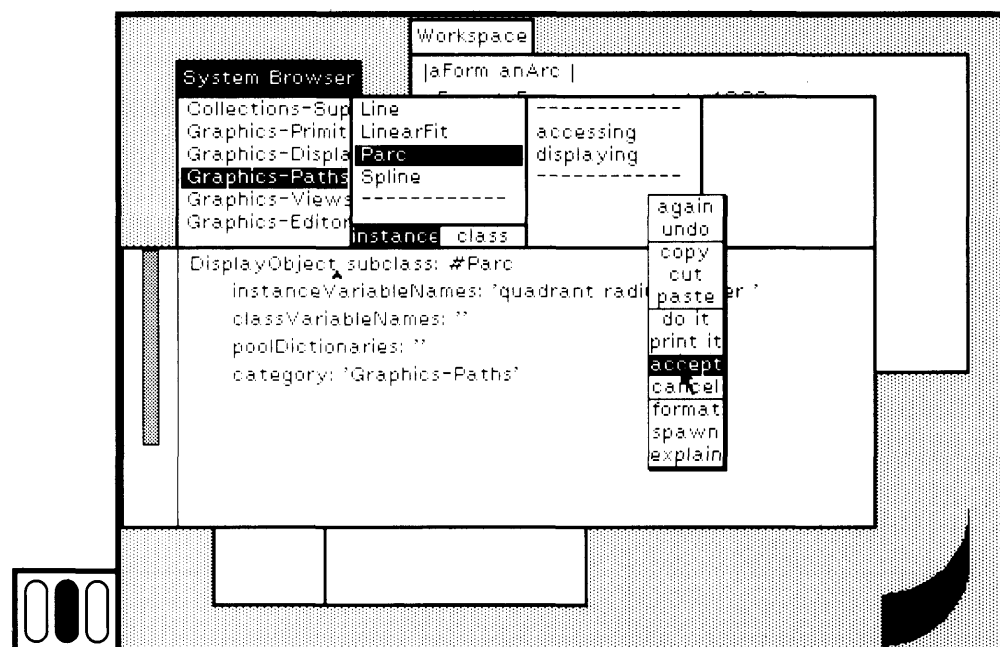 Workspace
|aForm anArc |
System Browser
Collections-Sup
Graphics-Primit
Graphics-Displa
Graphics-Paths
Graphics-Views
Graphics-Editor
Line
LinearFit
Parc
Spline
------------
instance class
------------
accessing
displaying
------------
DisplayObject subclass: #Parc
instanceVariableNames: 'quadrant radi er '
classVariableNames: ''
poolDictionaries: ''
category: 'Graphics-Paths'
again
undo
copy
cut
paste
do it
print it
accept
cancel
format
spawn
explain